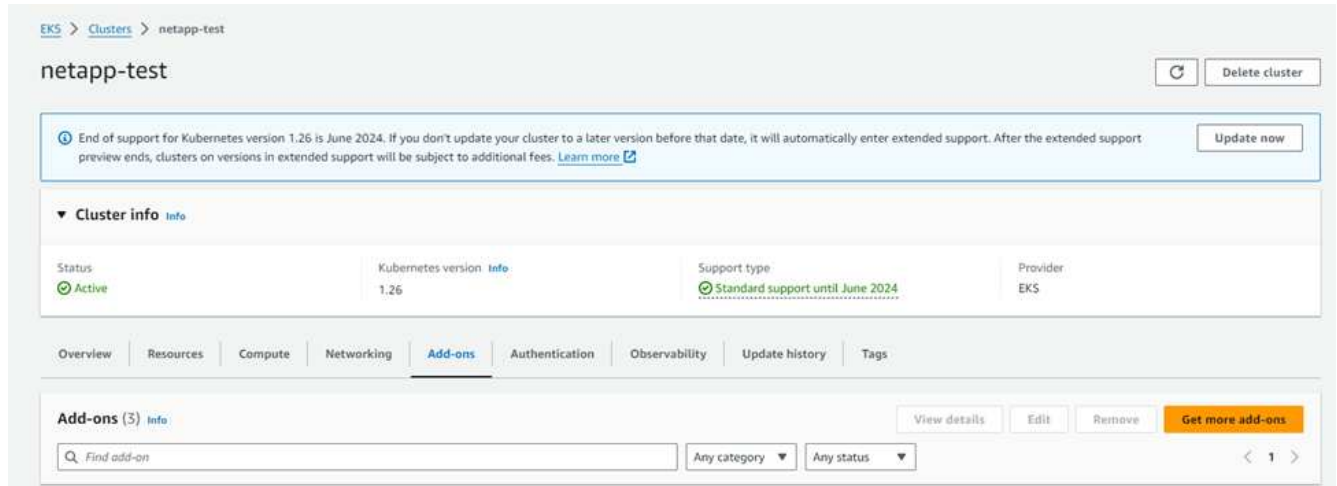 EKS > Clusters > netapp-test
netapp-test
Delete cluster
End of support for Kubernetes version 1.26 is June 2024. If you don't update your cluster to a later version before that date, it will automatically enter extended support. After the extended support
preview ends, clusters on versions in extended support will be subject to additional fees. Learn more
Update now
Cluster info Info
Status
Active
Kubernetes version Info
1.26
Support type
Standard support until June 2024
Provider
EKS
Overview
Resources
Compute
Networking
Add-ons
Authentication
Observability
Update history
Tags
Add-ons (3) Info
View details
Edit
Remove
Get more add-ons
Find add-on
Any category
Any status
< 1 >